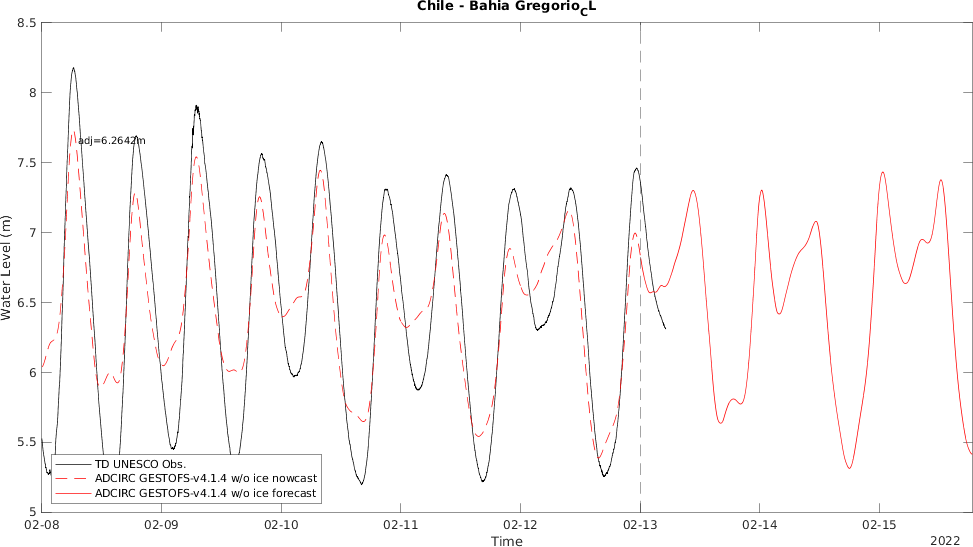 Chile - Bahia Gregorio_CL
8.5
8
7.5
7
6.5
6
5.5
5
Water Level (m)
adj=6.2642m
TD UNESCO Obs.
ADCIRC GESTOFS-v4.1.4 w/o ice nowcast
ADCIRC GESTOFS-v4.1.4 w/o ice forecast
02-08 02-09 02-10 02-11 02-12 02-13 02-14 02-15
Time
2022